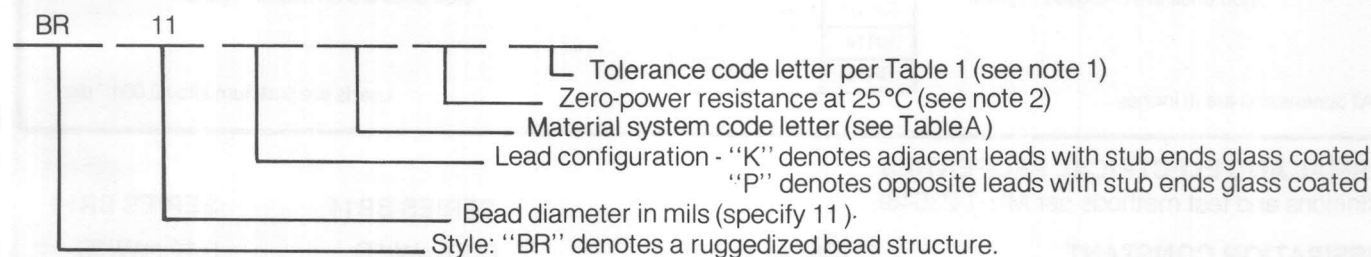 BR 11
Tolerance code letter per Table 1 (see note 1)
Zero-power resistance at 25 °C (see note 2)
Material system code letter (see Table A)
Lead configuration - "K" denotes adjacent leads with stub ends glass coated
"P" denotes opposite leads with stub ends glass coated
Bead diameter in mils (specify 11)
Style: "BR" denotes a ruggedized bead structure.